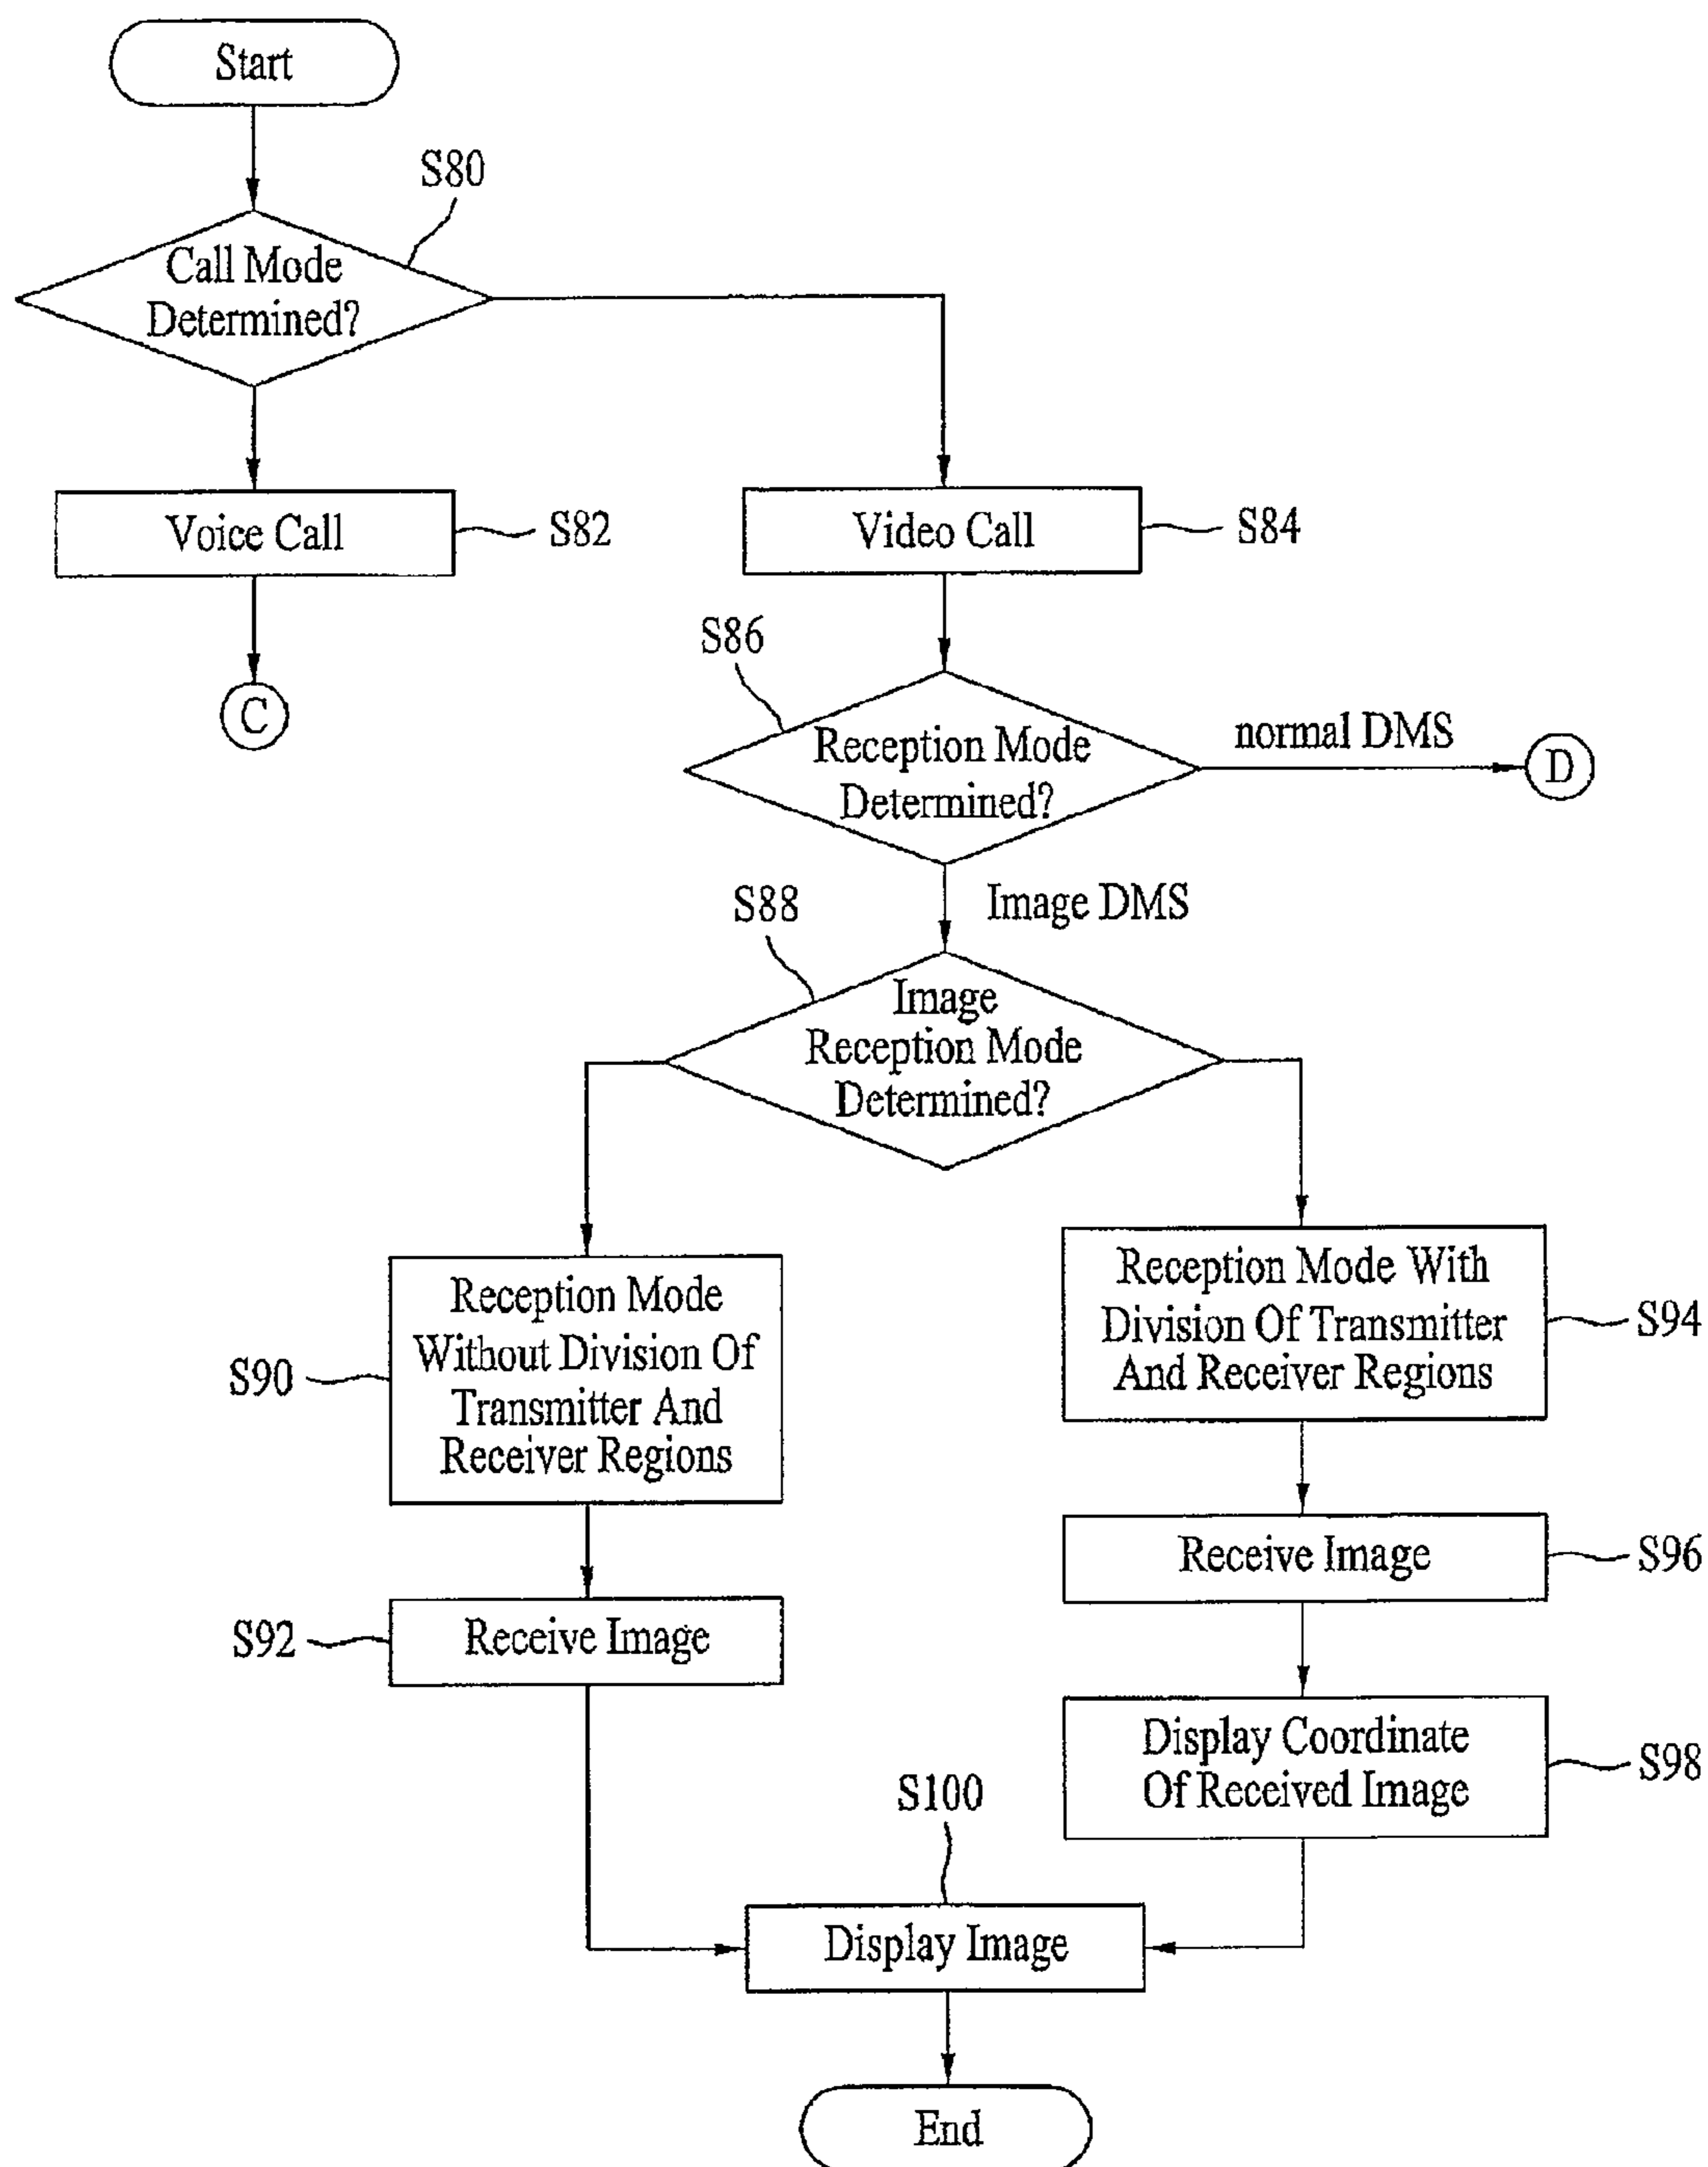 Start
S80
Call Mode
Determined?
Voice Call
S82
Video Call
S84
C
S86
Reception Mode
Determined?
normal DMS
D
Image DMS
S88
Image
Reception Mode
Determined?
S90
Reception Mode
Without Division Of
Transmitter And
Receiver Regions
Reception Mode With
Division Of Transmitter
And Receiver Regions
S94
S92
Receive Image
Receive Image
S96
Display Coordinate
Of Received Image
S98
S100
Display Image
End